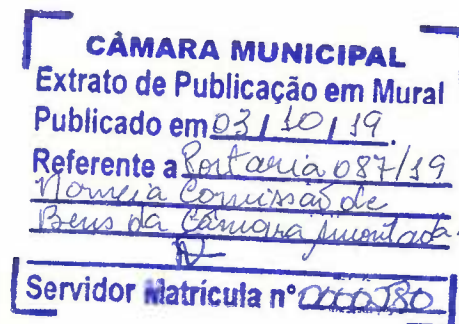 CÂMARA MUNICIPAL
Extrato de Publicação em Mural
Publicado em 03/10/19.
Referente a Portaria 087/19
Nomeia Comissão de
Bens da Câmara
Servidor Matrícula nº